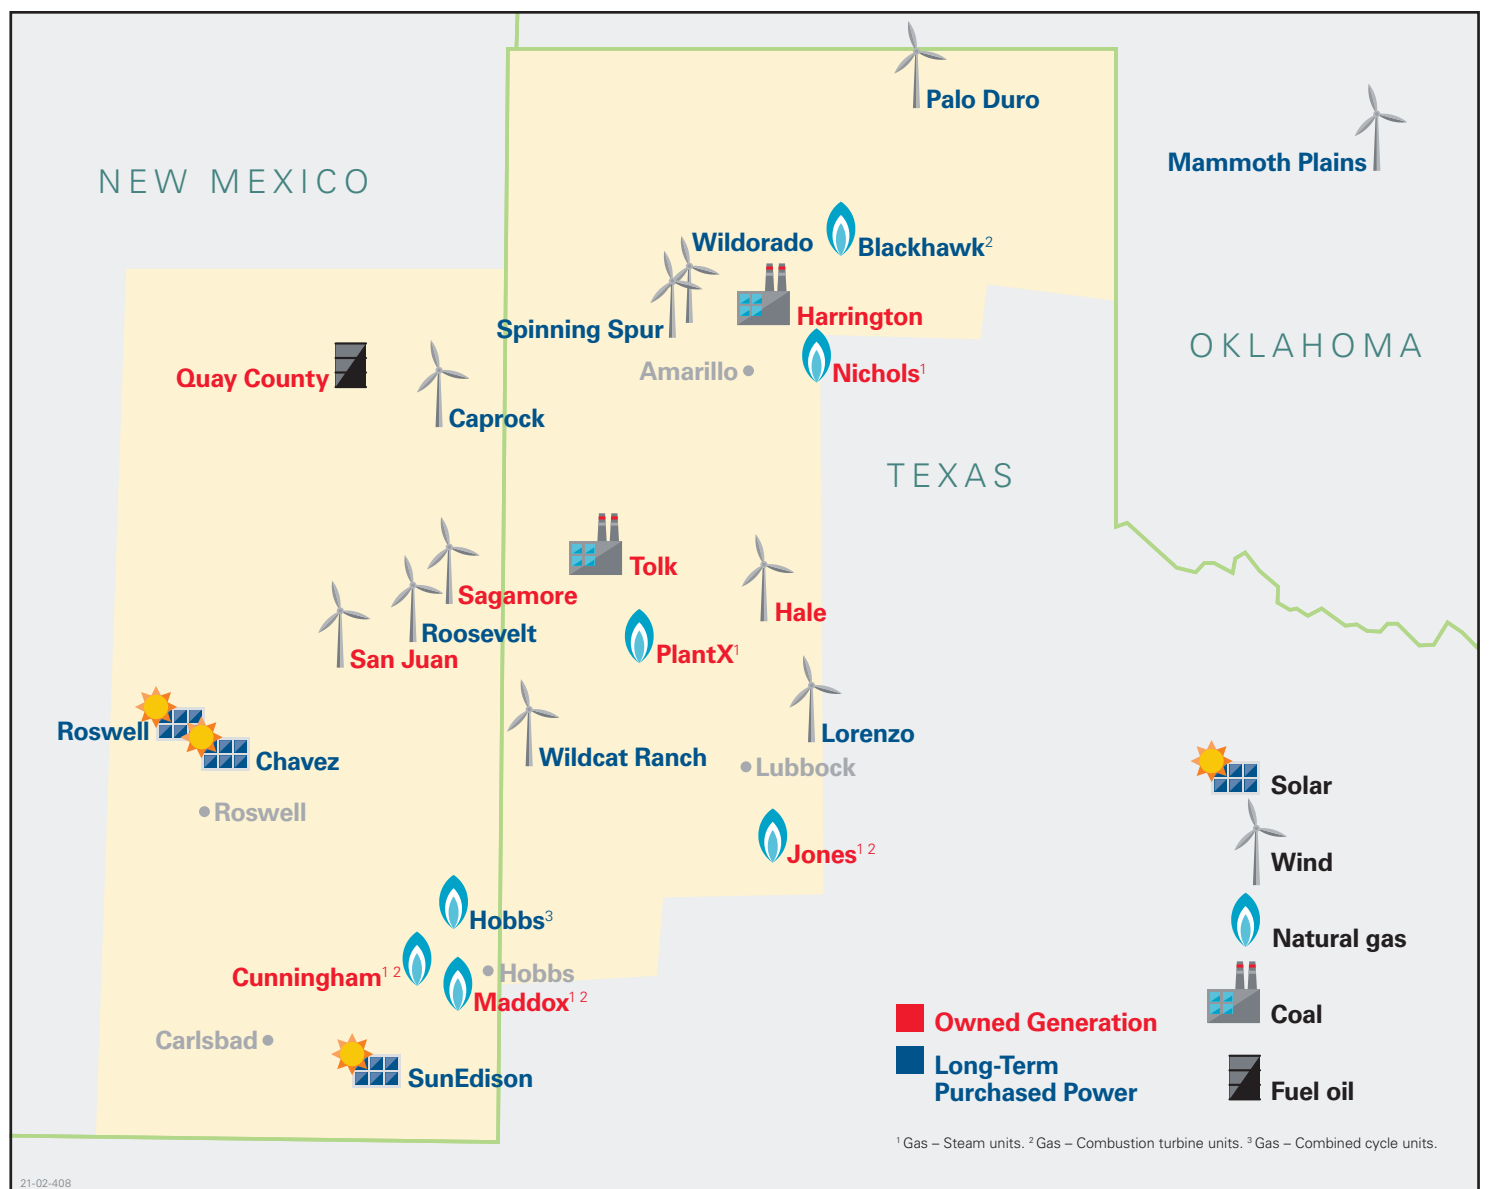 Palo Duro
Mammoth Plains
NEW MEXICO
Wildorado
Blackhawk²
Harrington
Spinning Spur
OKLAHOMA
Amarillo
Nichols¹
Quay County
Caprock
TEXAS
Tolk
Sagamore
Hale
Roosevelt
San Juan
PlantX¹
Roswell
Lorenzo
Chavez
Wildcat Ranch
Lubbock
Solar
Roswell
Jones¹ ²
Wind
Hobbs³
Natural gas
Cunningham¹ ²
Hobbs
Maddox¹ ²
Coal
Owned Generation
Carlsbad
SunEdison
Long-Term
Purchased Power
Fuel oil
¹ Gas – Steam units. ² Gas – Combustion turbine units. ³ Gas – Combined cycle units.
21-02-408